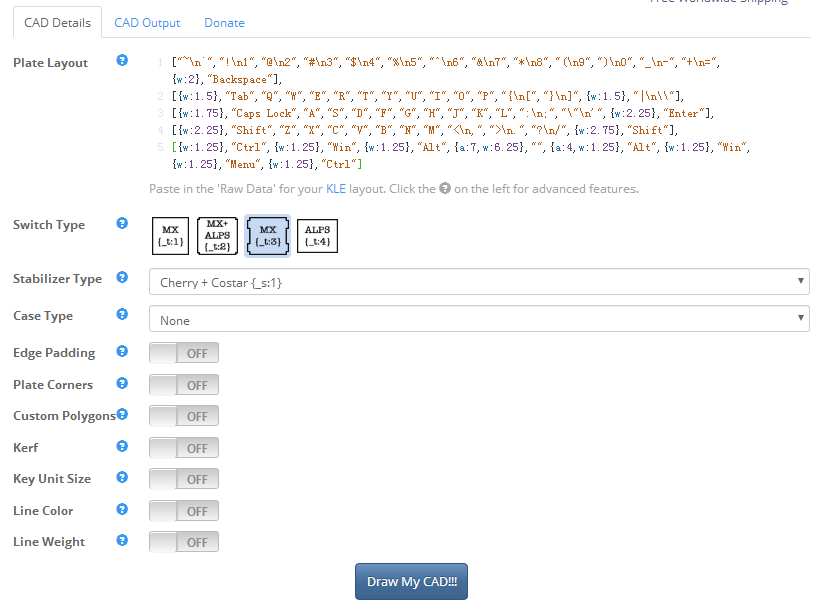 CAD Details
CAD Output
Donate
Plate Layout
1 ["~\n`","!\n1","@\n2","#\n3","$\n4","%\n5","^\n6","&\n7","*\n8","(\n9",")\n0","_\n-","+\n=",
{w:2},"Backspace"],
2 [{w:1.5},"Tab","Q","W","E","R","T","Y","U","I","O","P","{\n[","}\n]",{w:1.5},"|\n\\"],
3 [{w:1.75},"Caps Lock","A","S","D","F","G","H","J","K","L",":\n;","\"\n'",{w:2.25},"Enter"],
4 [{w:2.25},"Shift","Z","X","C","V","B","N","M","<\n,",">\n.","?\n/",{w:2.75},"Shift"],
5 [{w:1.25},"Ctrl",{w:1.25},"Win",{w:1.25},"Alt",{a:7,w:6.25},"",{a:4,w:1.25},"Alt",{w:1.25},"Win",
{w:1.25},"Menu",{w:1.25},"Ctrl"]
Paste in the 'Raw Data' for your KLE layout. Click the ? on the left for advanced features.
Switch Type
MX
{_t:1}
MX+
ALPS
{_t:2}
MX
{_t:3}
ALPS
{_t:4}
Stabilizer Type
Cherry + Costar {_s:1}
Case Type
None
Edge Padding
OFF
Plate Corners
OFF
Custom Polygons
OFF
Kerf
OFF
Key Unit Size
OFF
Line Color
OFF
Line Weight
OFF
Draw My CAD!!!